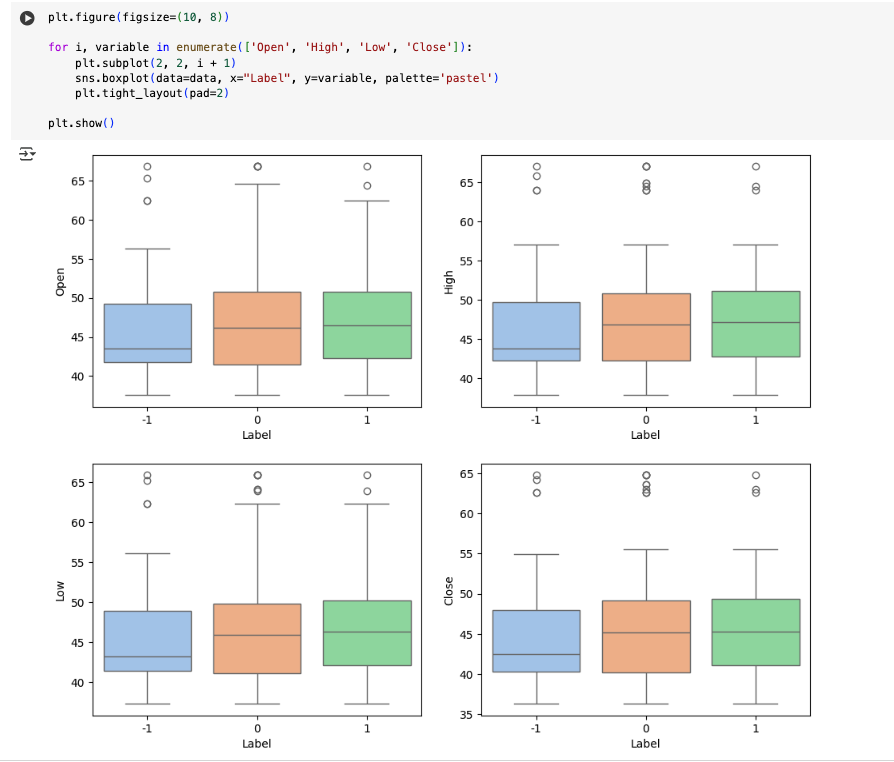 plt.figure(figsize=(10, 8))
for i, variable in enumerate(['Open', 'High', 'Low', 'Close']):
    plt.subplot(2, 2, i + 1)
    sns.boxplot(data=data, x="Label", y=variable, palette='pastel')
    plt.tight_layout(pad=2)
plt.show()
65
60
55
50
45
40
Open
-1 0 1
Label
65
60
55
50
45
40
High
-1 0 1
Label
65
60
55
50
45
40
Low
-1 0 1
Label
65
60
55
50
45
40
35
Close
-1 0 1
Label